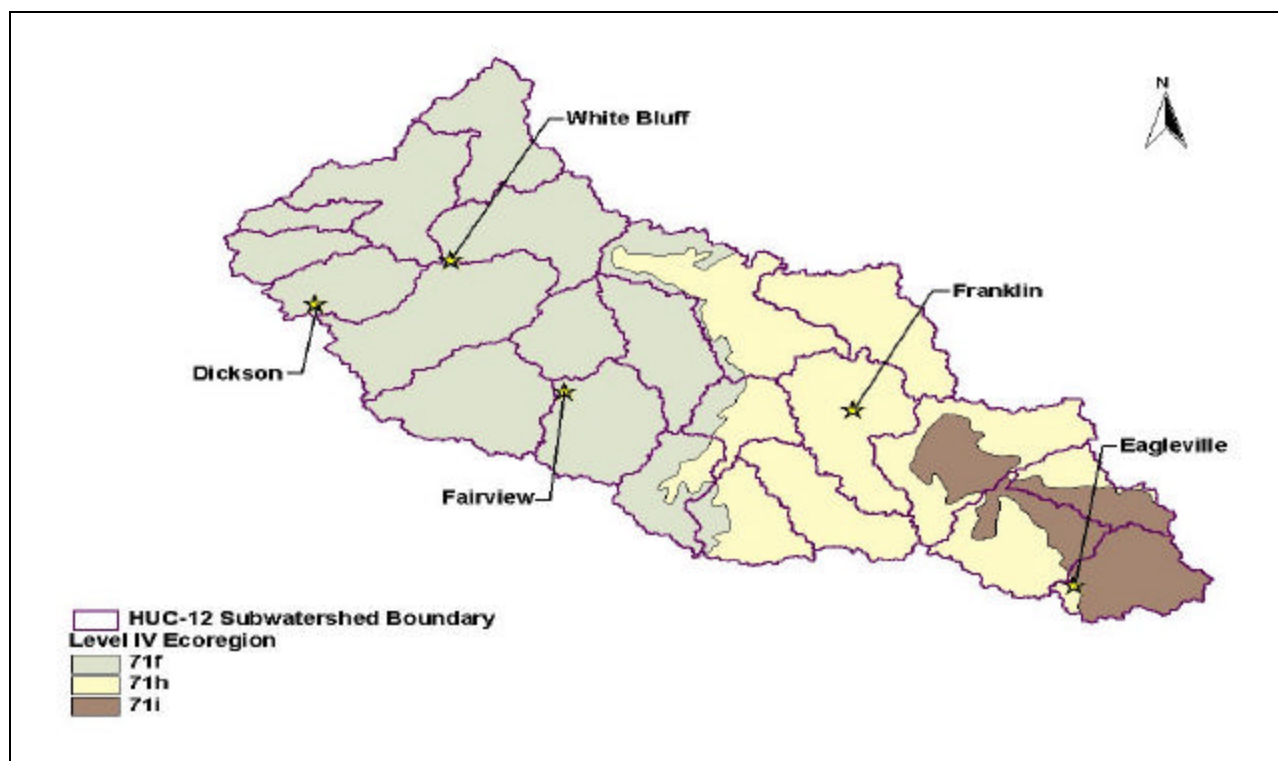 N
White Bluff
Franklin
Dickson
Eagleville
Fairview
HUC-12 Subwatershed Boundary
Level IV Ecoregion
71f
71h
71i